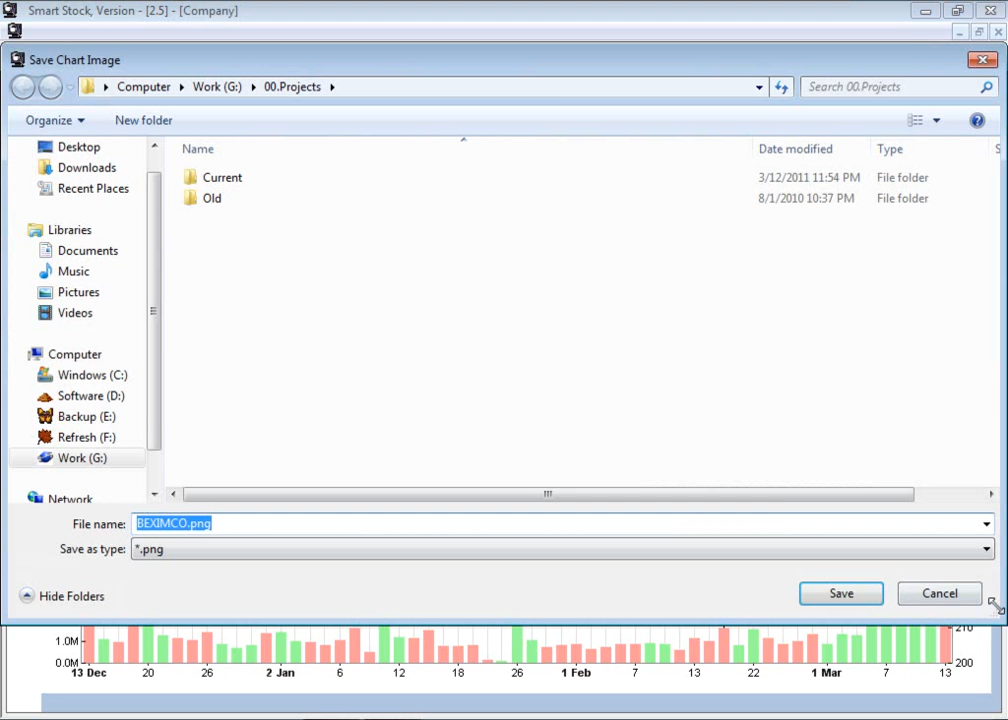 Smart Stock, Version - [2.5] - [Company]
Save Chart Image
Computer Work (G:) 00.Projects Search 00.Projects
Organize New folder
Desktop
Downloads
Recent Places
Libraries
Documents
Music
Pictures
Videos
Computer
Windows (C:)
Software (D:)
Backup (E:)
Refresh (F:)
Work (G:)
Network
Name Date modified Type S
Current 3/12/2011 11:54 PM File folder
Old 8/1/2010 10:37 PM File folder
File name: BEXIMCO.png
Save as type: *.png
Hide Folders Save Cancel
1.0M 210
0.0M 200
13 Dec 20 26 2 Jan 6 12 18 26 1 Feb 7 13 22 1 Mar 7 13